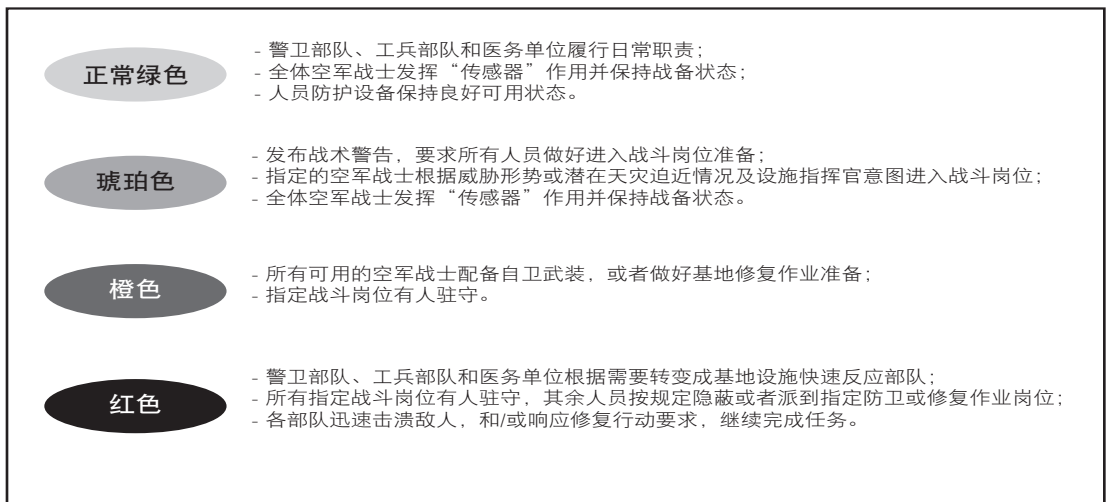 正常绿色
- 警卫部队、工兵部队和医务单位履行日常职责；
- 全体空军战士发挥“传感器”作用并保持战备状态；
- 人员防护设备保持良好可用状态。
琥珀色
- 发布战术警告，要求所有人员做好进入战斗岗位准备；
- 指定的空军战士根据威胁形势或潜在天灾迫近情况及设施指挥官意图进入战斗岗位；
- 全体空军战士发挥“传感器”作用并保持战备状态。
橙色
- 所有可用的空军战士配备自卫武装，或者做好基地修复作业准备；
- 指定战斗岗位有人驻守。
红色
- 警卫部队、工兵部队和医务单位根据需要转变成基地设施快速反应部队；
- 所有指定战斗岗位有人驻守，其余人员按规定隐蔽或者派到指定防卫或修复作业岗位；
- 各部队迅速击溃敌人，和/或响应修复行动要求，继续完成任务。